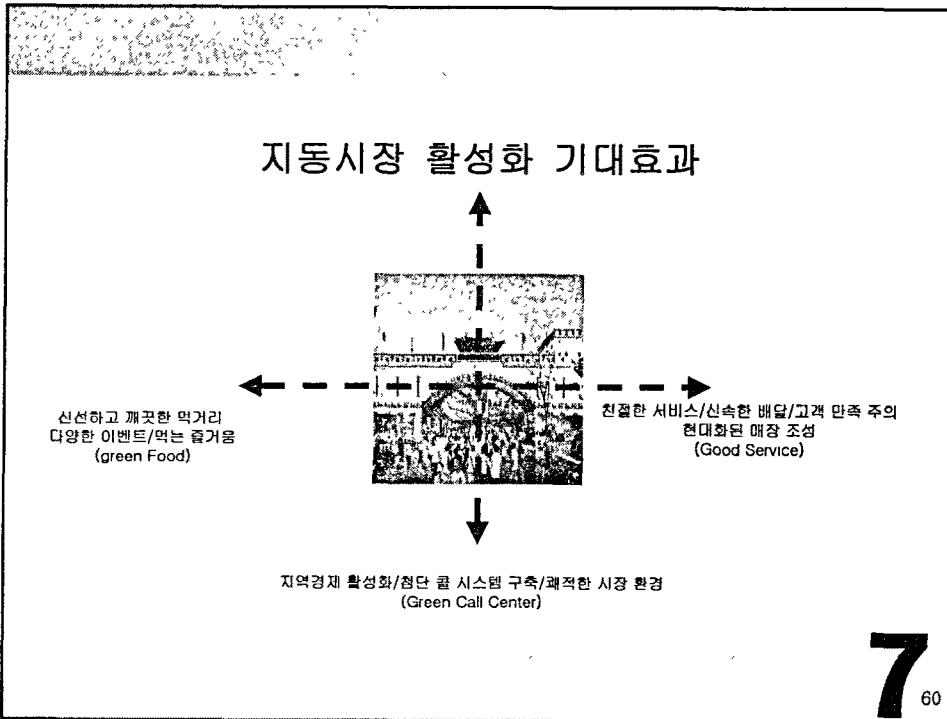 지동시장 활성화 기대효과
신선하고 깨끗한 먹거리
다양한 이벤트/먹는 즐거움
(green Food)
친절한 서비스/신속한 배달/고객 만족 주의
현대화된 매장 조성
(Good Service)
지역경제 활성화/첨단 콜 시스템 구축/쾌적한 시장 환경
(Green Call Center)
7
60